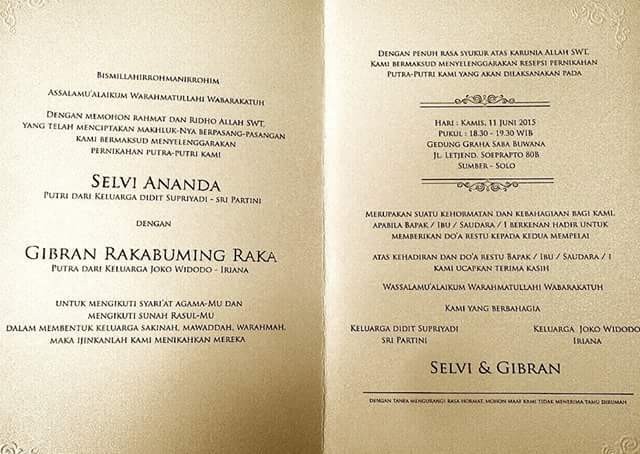 Bismillahirrohmanirrohim
Assalamu'alaikum Warahmatullahi Wabarakatuh
Dengan memohon rahmat dan Ridho Allah SWT,
yang telah menciptakan makhluk-Nya berpasang-pasangan
kami bermaksud menyelenggarakan
pernikahan putra-putri kami
Selvi Ananda
Putri dari Keluarga Didit Supriyadi - Sri Partini
dengan
Gibran Rakabuming Raka
Putra dari Keluarga Joko Widodo - Iriana
untuk mengikuti syari'at agama-Mu dan
mengikuti sunah Rasul-Mu
dalam membentuk keluarga sakinah, mawaddah, warahmah,
maka ijinkanlah kami menikahkan mereka
Dengan penuh rasa syukur atas karunia Allah SWT,
Kami bermaksud menyelenggarakan resepsi pernikahan
Putra-Putri kami yang akan dilaksanakan pada
Hari : Kamis, 11 Juni 2015
Pukul : 18.30 - 19.30 WIB
Gedung Graha Saba Buwana
Jl. Letjend. Soeprapto 80B
Sumber - Solo
Merupakan suatu kehormatan dan kebahagiaan bagi kami,
apabila Bapak / Ibu / Saudara / i berkenan hadir untuk
memberikan do'a restu kepada kedua mempelai
atas kehadiran dan do'a restu Bapak / Ibu / Saudara / i
kami ucapkan terima kasih
Wassalamu'alaikum Warahmatullahi Wabarakatuh
Kami yang berbahagia
Keluarga Didit Supriyadi Keluarga Joko Widodo
Sri Partini Iriana
Selvi & Gibran
Dengan tanpa mengurangi rasa hormat, mohon maaf kami tidak menerima tamu dirumah